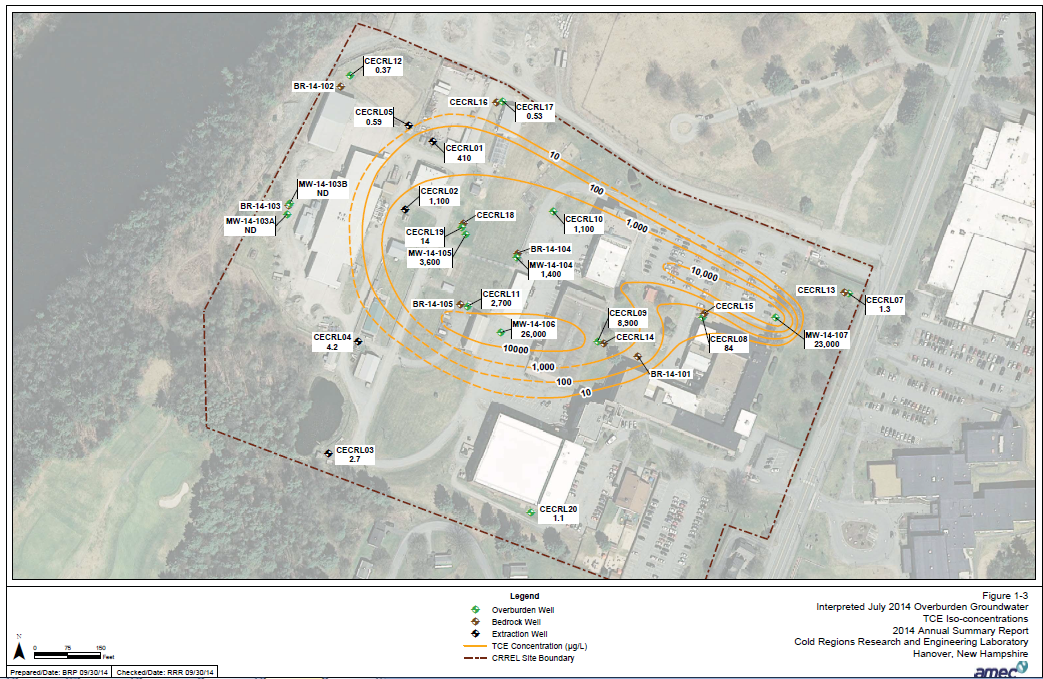 CECRL12
0.37
BR-14-102
CECRL16
CECRL17
0.53
CECRL05
0.59
CECRL01
410
10
100
1,000
10,000
MW-14-103B
ND
BR-14-103
MW-14-103A
ND
CECRL02
1,100
CECRL18
CECRL19
14
MW-14-105
3,600
CECRL10
1,100
BR-14-104
MW-14-104
1,400
BR-14-105
CECRL11
2,700
CECRL13
CECRL07
1.3
CECRL15
CECRL09
8,900
CECRL14
CECRL08
84
MW-14-107
23,000
MW-14-106
26,000
10000
1,000
100
10
CECRL04
4.2
BR-14-101
CECRL03
2.7
CECRL20
1.1
Legend
Overburden Well
Bedrock Well
Extraction Well
TCE Concentration (µg/L)
CRREL Site Boundary
N
0 75 150
Feet
Prepared/Date: BRP 09/30/14 Checked/Date: RRR 09/30/14
Figure 1-3
Interpreted July 2014 Overburden Groundwater
TCE Iso-concentrations
2014 Annual Summary Report
Cold Regions Research and Engineering Laboratory
Hanover, New Hampshire
amec